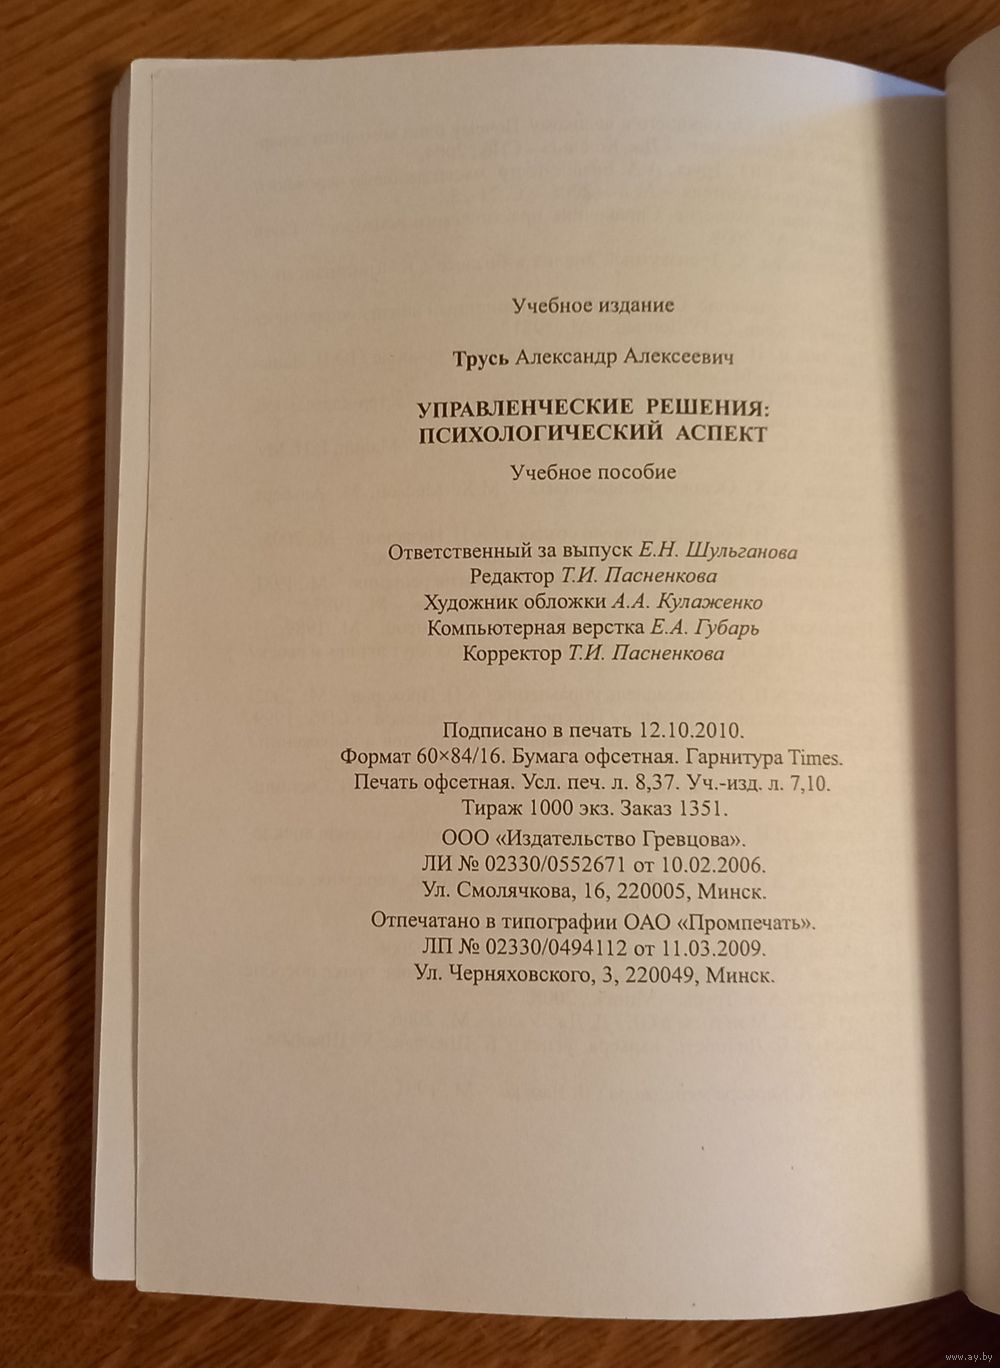 Учебное издание
Трусь Александр Алексеевич
УПРАВЛЕНЧЕСКИЕ РЕШЕНИЯ:
ПСИХОЛОГИЧЕСКИЙ АСПЕКТ
Учебное пособие
Ответственный за выпуск Е.Н. Шульганова
Редактор Т.И. Пасненкова
Художник обложки А.А. Кулаженко
Компьютерная верстка Е.А. Губарь
Корректор Т.И. Пасненкова
Подписано в печать 12.10.2010.
Формат 60×84/16. Бумага офсетная. Гарнитура Times.
Печать офсетная. Усл. печ. л. 8,37. Уч.-изд. л. 7,10.
Тираж 1000 экз. Заказ 1351.
ООО «Издательство Гревцова».
ЛИ № 02330/0552671 от 10.02.2006.
Ул. Смолячкова, 16, 220005, Минск.
Отпечатано в типографии ОАО «Промпечать».
ЛП № 02330/0494112 от 11.03.2009.
Ул. Черняховского, 3, 220049, Минск.
www.ay.by